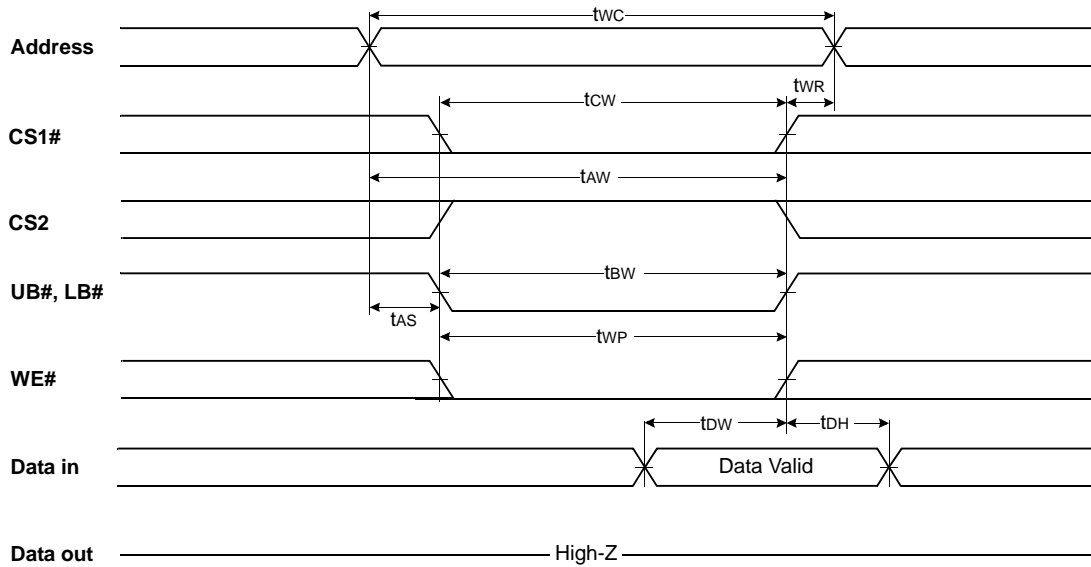 tWC
Address
tCW
tWR
CS1#
tAW
CS2
tBW
UB#, LB#
tAS
tWP
WE#
tDW
tDH
Data in
Data Valid
Data out
High-Z